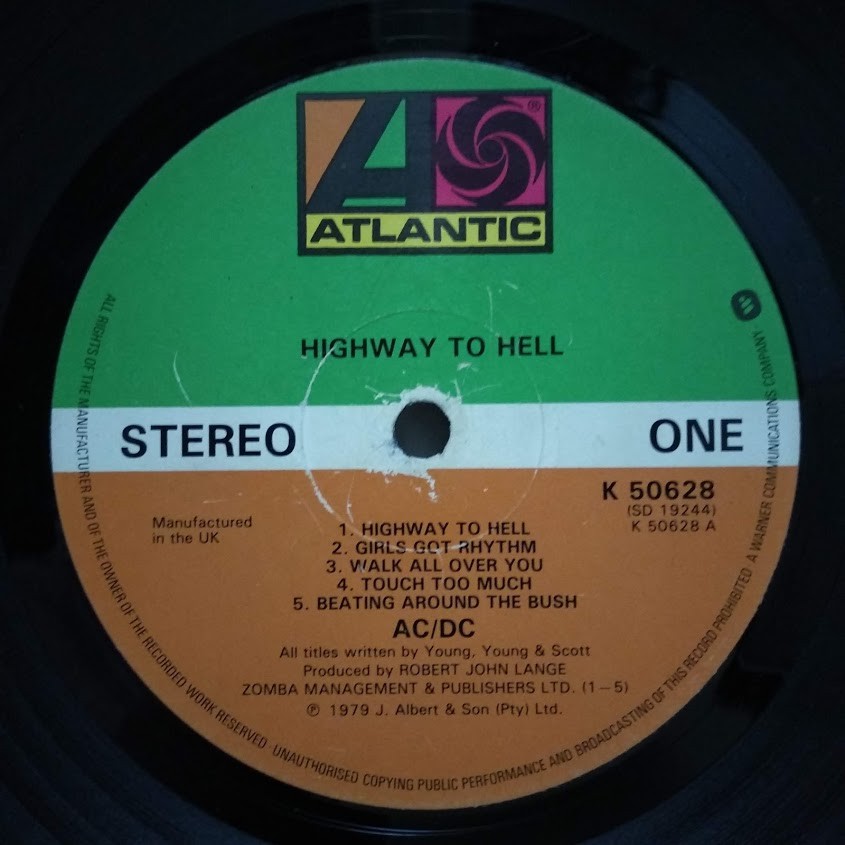 ATLANTIC
®
HIGHWAY TO HELL
STEREO
ONE
K 50628
(SD 19244)
K 50628 A
Manufactured
in the UK
1. HIGHWAY TO HELL
2. GIRLS GOT RHYTHM
3. WALK ALL OVER YOU
4. TOUCH TOO MUCH
5. BEATING AROUND THE BUSH
AC/DC
All titles written by Young, Young & Scott
Produced by ROBERT JOHN LANGE
ZOMBA MANAGEMENT & PUBLISHERS LTD. (1–5)
℗ 1979 J. Albert & Son (Pty) Ltd.
ALL RIGHTS OF THE MANUFACTURER AND OF THE OWNER OF THE RECORDED WORK RESERVED · UNAUTHORISED COPYING PUBLIC PERFORMANCE AND BROADCASTING OF THIS RECORD PROHIBITED · A WARNER COMMUNICATIONS COMPANY